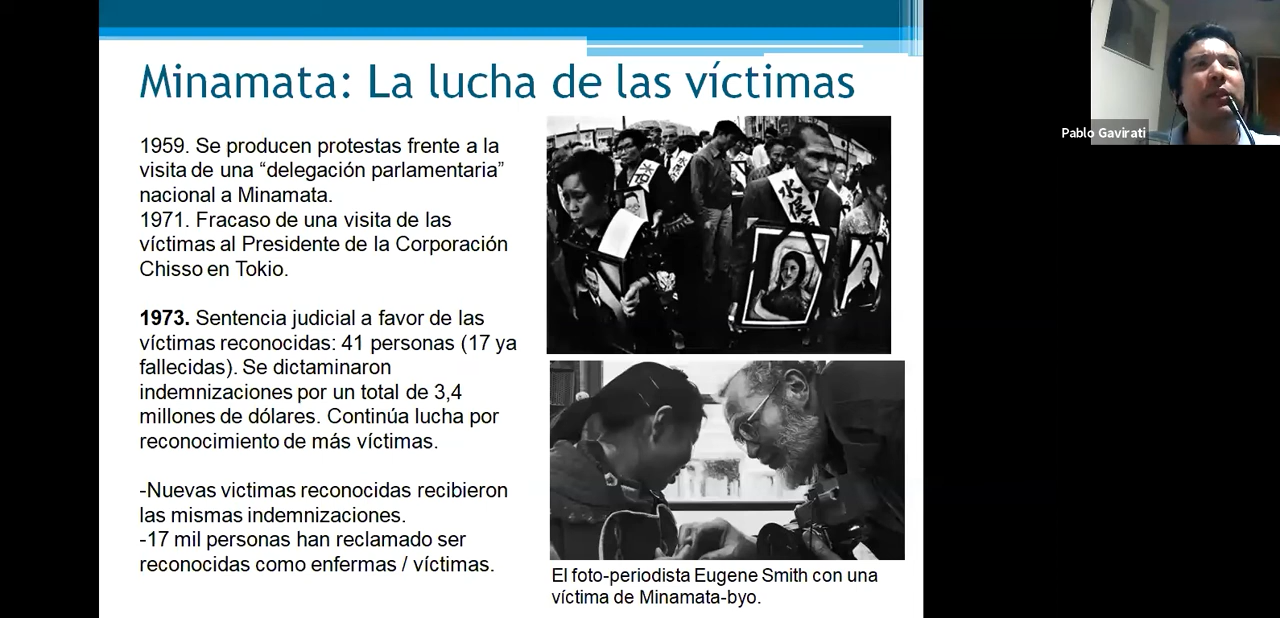 Minamata: La lucha de las víctimas
1959. Se producen protestas frente a la
visita de una “delegación parlamentaria”
nacional a Minamata.
1971. Fracaso de una visita de las
víctimas al Presidente de la Corporación
Chisso en Tokio.
1973. Sentencia judicial a favor de las
víctimas reconocidas: 41 personas (17 ya
fallecidas). Se dictaminaron
indemnizaciones por un total de 3,4
millones de dólares. Continúa lucha por
reconocimiento de más víctimas.
-Nuevas victimas reconocidas recibieron
las mismas indemnizaciones.
-17 mil personas han reclamado ser
reconocidas como enfermas / víctimas.
水俣
El foto-periodista Eugene Smith con una
víctima de Minamata-byo.
Pablo Gavirati